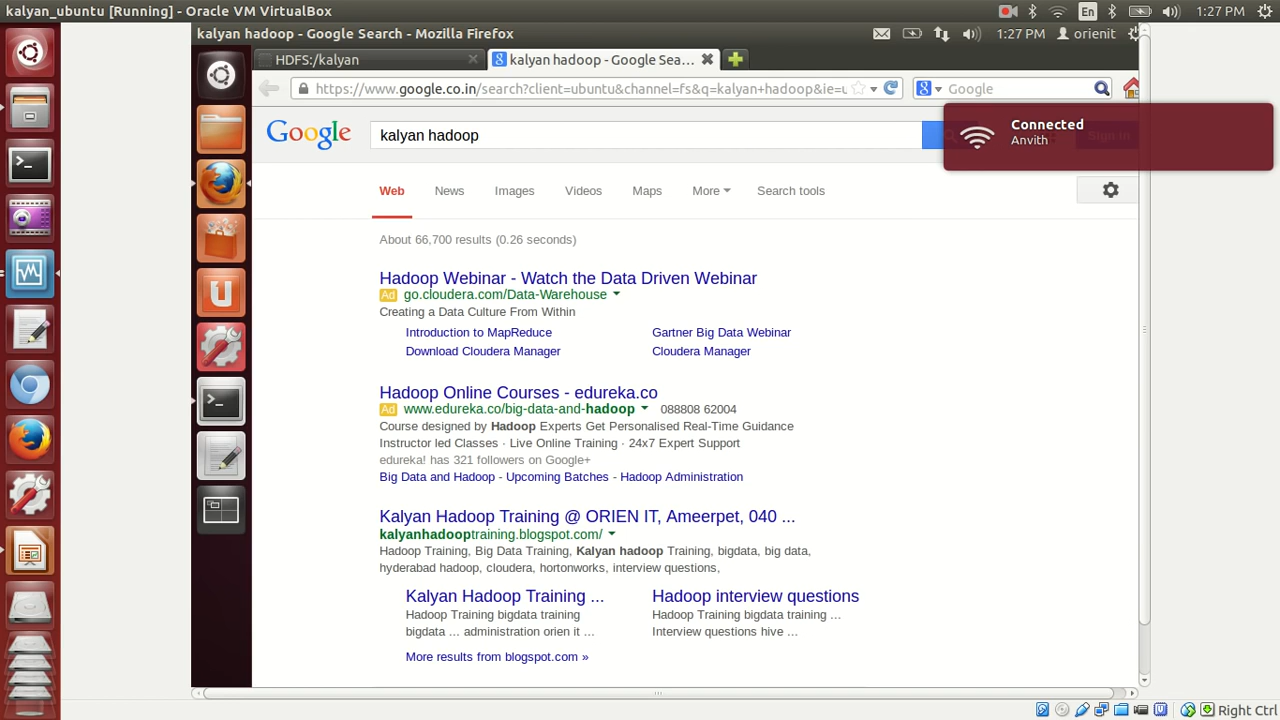 kalyan_ubuntu [Running] - Oracle VM VirtualBox
En
1:27 PM
kalyan hadoop - Google Search - Mozilla Firefox
1:27 PM
orienit
HDFS:/kalyan
kalyan hadoop - Google Sea...
https://www.google.co.in/search?client=ubuntu&channel=fs&q=kalyan+hadoop&ie=u
Google
Google
kalyan hadoop
Connected
Anvith
Sign in
Web
News
Images
Videos
Maps
More
Search tools
About 66,700 results (0.26 seconds)
Hadoop Webinar - Watch the Data Driven Webinar
Ad go.cloudera.com/Data-Warehouse
Creating a Data Culture From Within
Introduction to MapReduce
Gartner Big Data Webinar
Download Cloudera Manager
Cloudera Manager
Hadoop Online Courses - edureka.co
Ad www.edureka.co/big-data-and-hadoop 088808 62004
Course designed by Hadoop Experts Get Personalised Real-Time Guidance
Instructor led Classes · Live Online Training · 24x7 Expert Support
edureka! has 321 followers on Google+
Big Data and Hadoop - Upcoming Batches - Hadoop Administration
Kalyan Hadoop Training @ ORIEN IT, Ameerpet, 040 ...
kalyanhadooptraining.blogspot.com/
Hadoop Training, Big Data Training, Kalyan hadoop Training, bigdata, big data,
hyderabad hadoop, cloudera, hortonworks, interview questions,
Kalyan Hadoop Training ...
Hadoop Training bigdata training
bigdata ... administration orien it ...
Hadoop interview questions
Hadoop Training bigdata training ...
Interview questions hive ...
More results from blogspot.com »
Right Ctrl